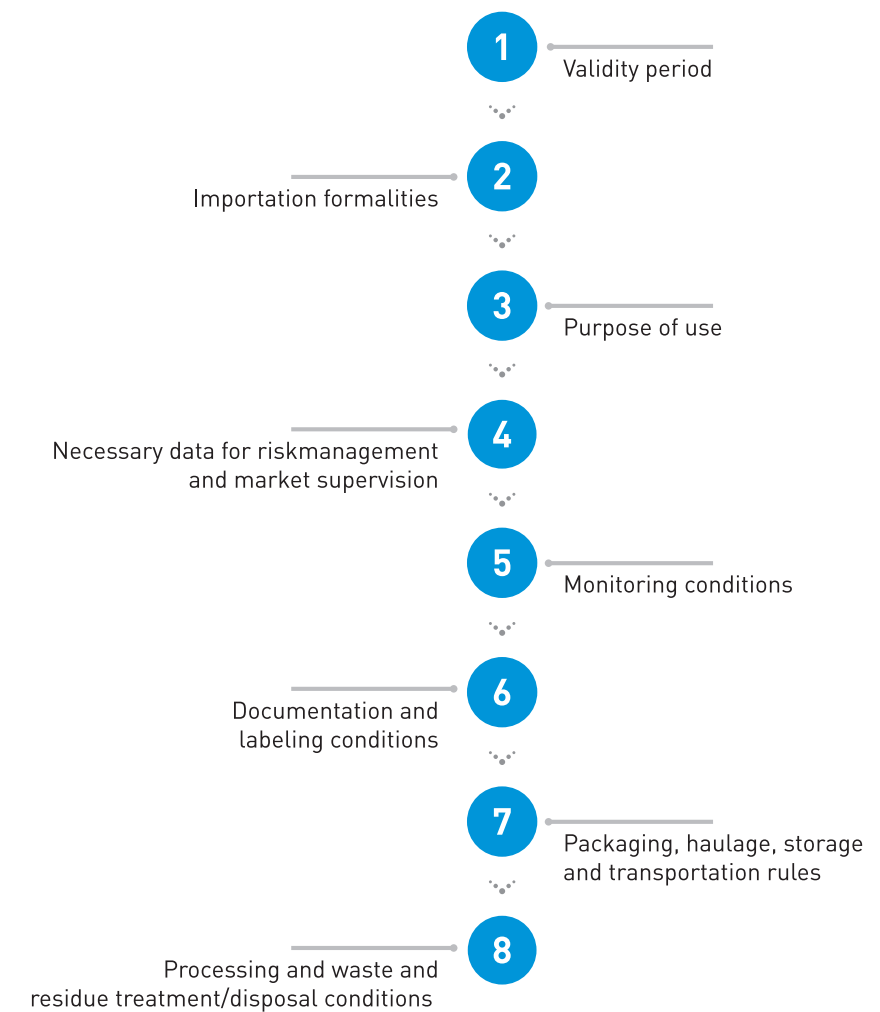 1
Validity period
2
Importation formalities
3
Purpose of use
4
Necessary data for riskmanagement
and market supervision
5
Monitoring conditions
6
Documentation and
labeling conditions
7
Packaging, haulage, storage
and transportation rules
8
Processing and waste and
residue treatment/disposal conditions